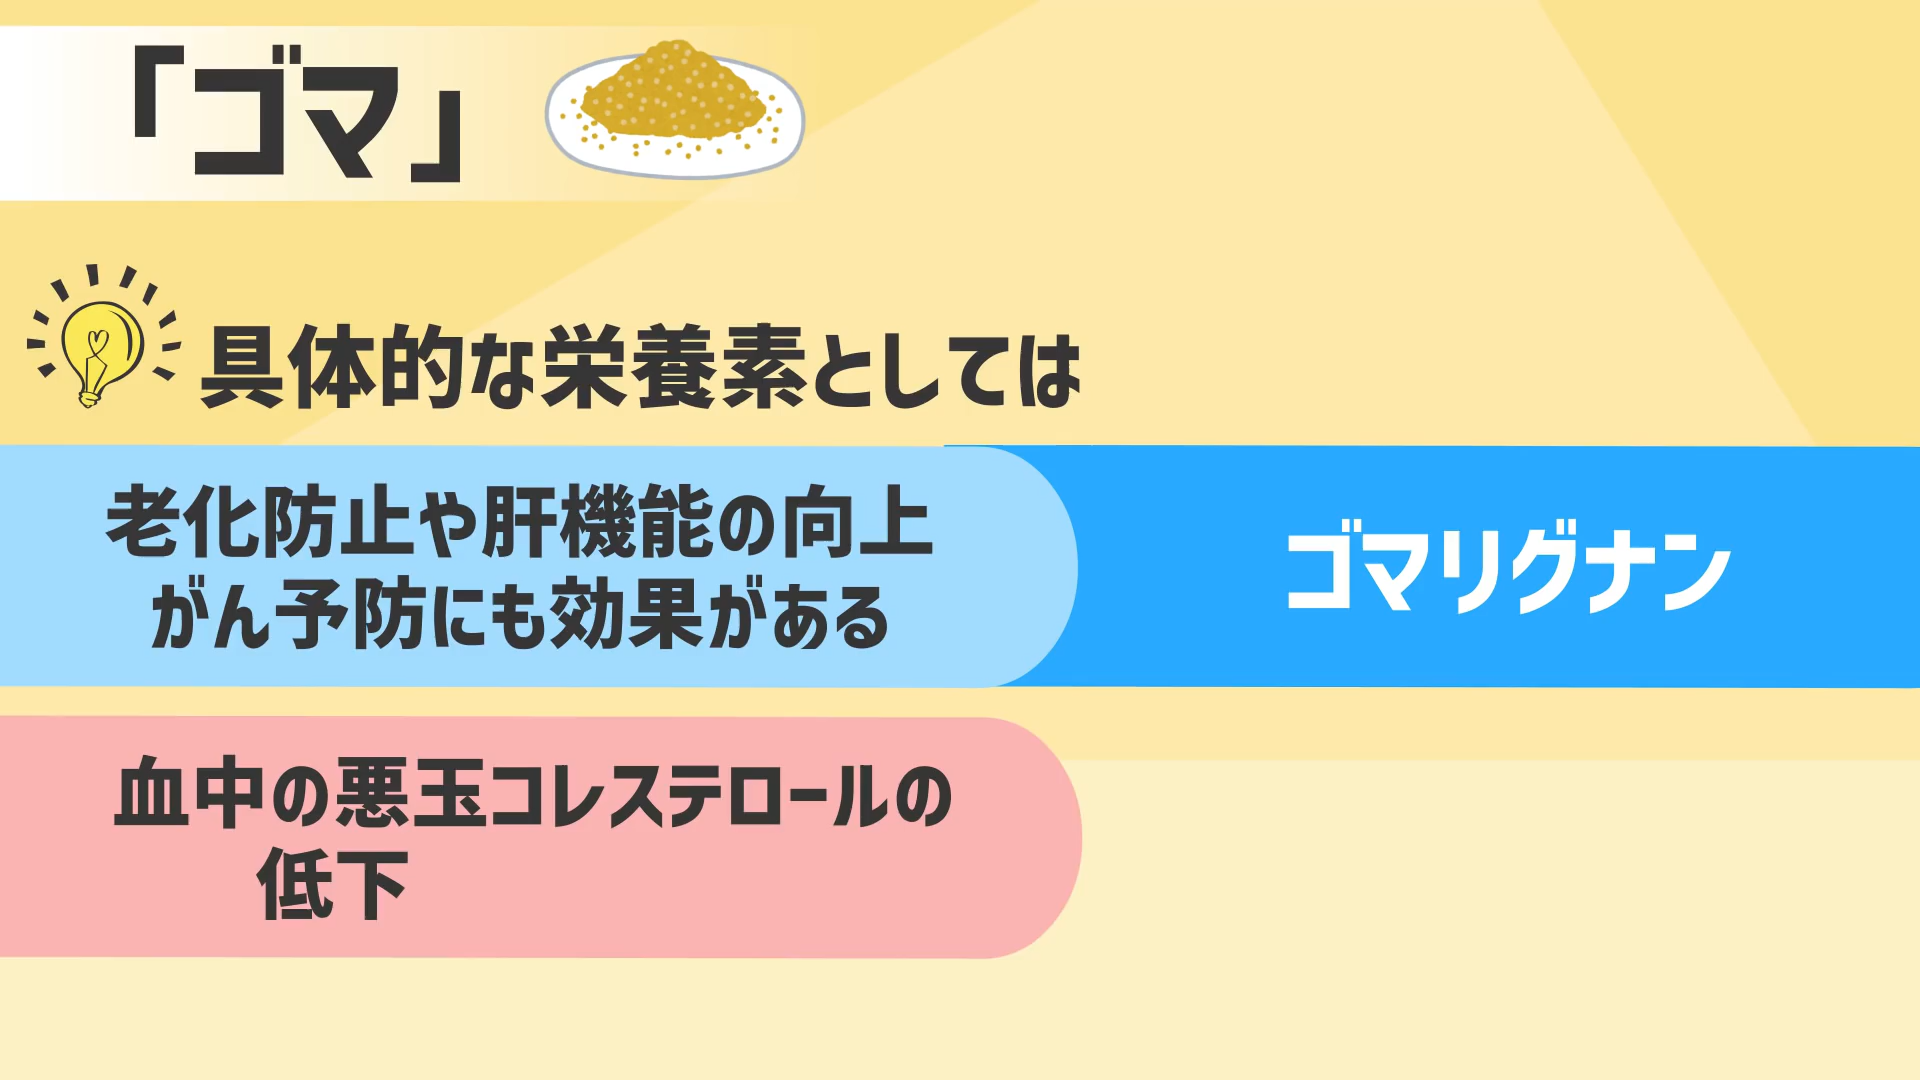 「ゴマ」
具体的な栄養素としては
老化防止や肝機能の向上
がん予防にも効果がある
ゴマリグナン
血中の悪玉コレステロールの
低下